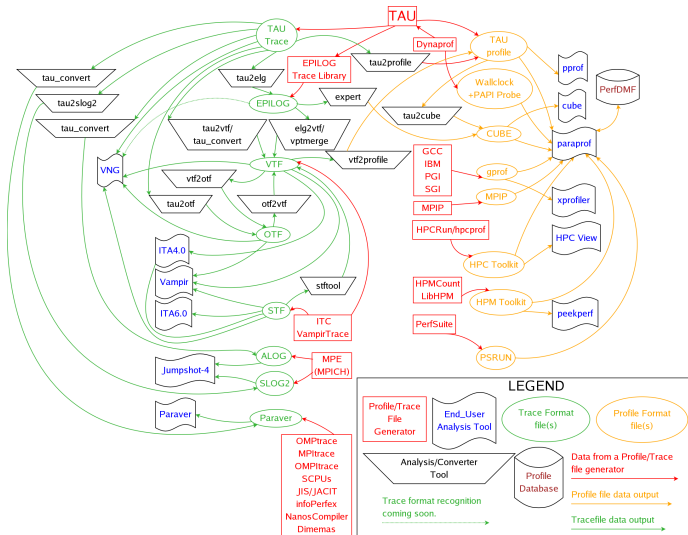 TAU
TAU
Trace
Dynaprof
TAU
profile
tau_convert
tau2elg
EPILOG
Trace Library
tau2profile
pprof
PerfDMF
tau2slog2
EPILOG
expert
Wallclock
+PAPI Probe
cube
tau_convert
tau2vtf/
tau_convert
elg2vtf/
vptmerge
tau2cube
CUBE
paraprof
VNG
VTF
vtf2profile
GCC
IBM
PGI
SGI
gprof
vtf2otf
tau2otf
otf2vtf
MPIP
MPIP
xprofiler
OTF
HPCRun/hpcprof
HPC View
ITA4.0
HPC Toolkit
Vampir
stftool
HPMCount
LibHPM
HPM Toolkit
ITA6.0
STF
ITC
VampirTrace
PerfSuite
peekperf
Jumpshot-4
ALOG
MPE
(MPICH)
PSRUN
SLOG2
Paraver
Paraver
OMPtrace
MPItrace
OMPItrace
SCPUs
JIS/JACIT
infoPerfex
NanosCompiler
Dimemas
LEGEND
Profile/Trace
File
Generator
End_User
Analysis Tool
Trace Format
file(s)
Profile Format
file(s)
Analysis/Converter
Tool
Profile
Database
Data from a Profile/Trace
file generator
Trace format recognition
coming soon.
Profile file data output
Tracefile data output